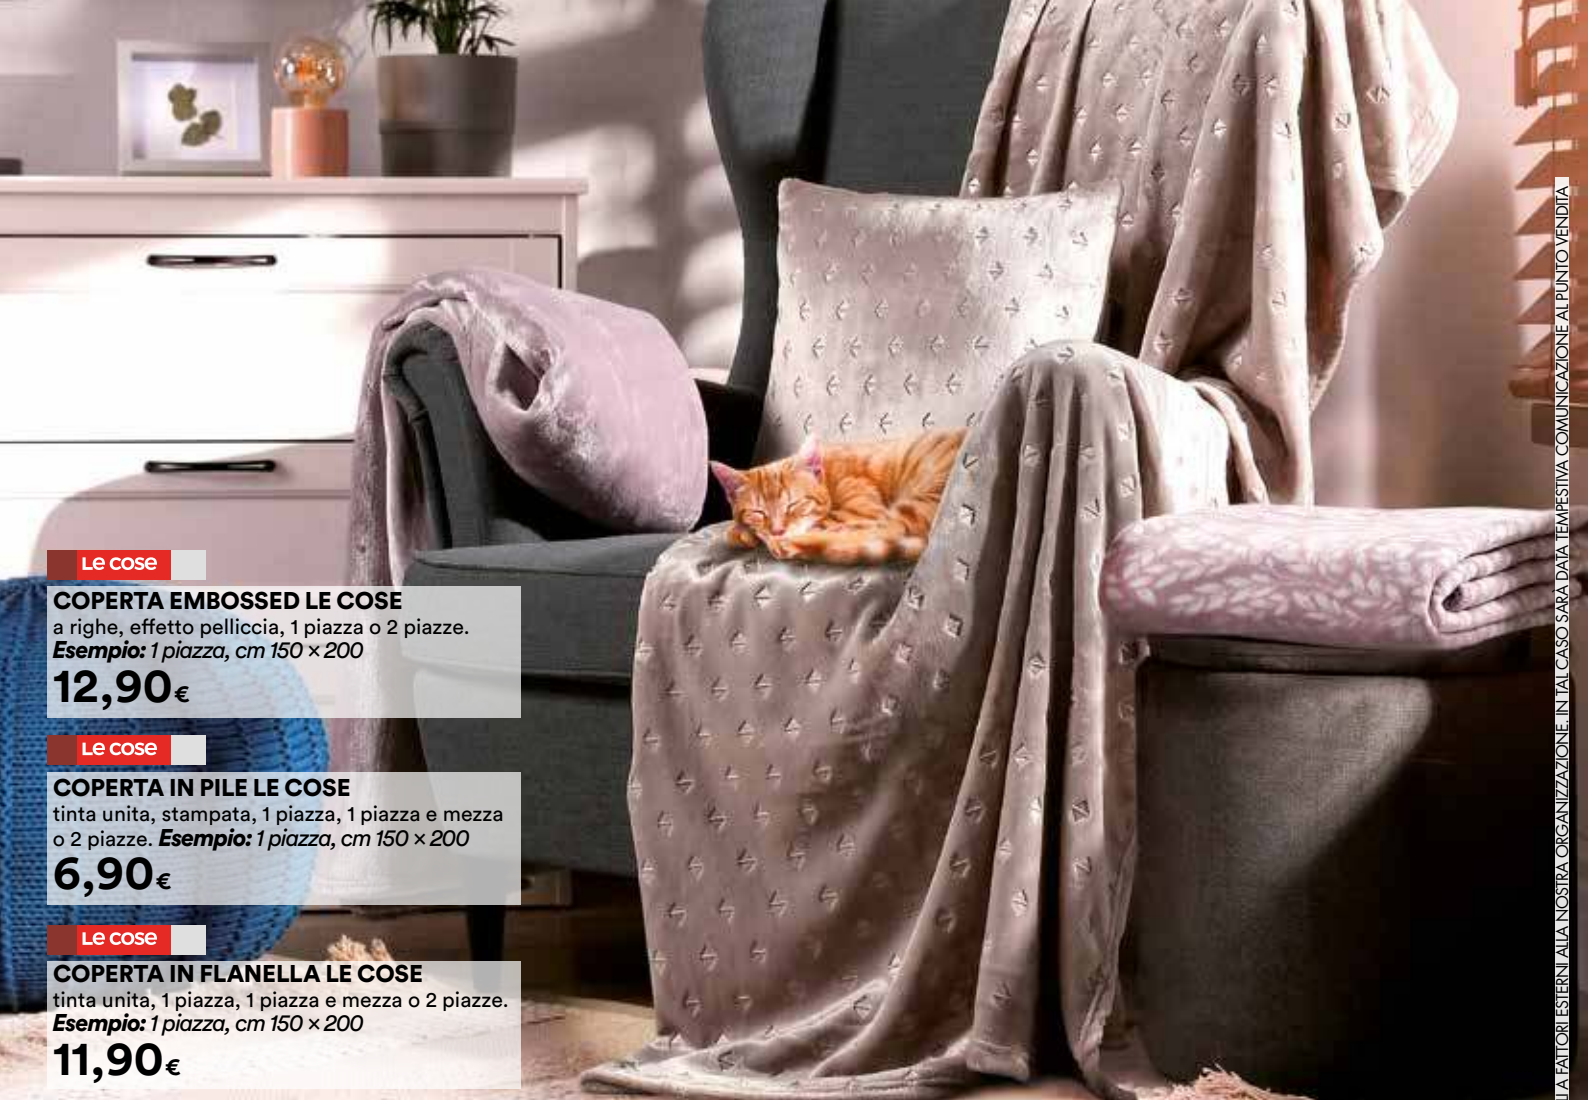 Le cose
COPERTA EMBOSSED LE COSE
a righe, effetto pelliccia, 1 piazza o 2 piazze.
Esempio: 1 piazza, cm 150 × 200
12,90€
Le cose
COPERTA IN PILE LE COSE
tinta unita, stampata, 1 piazza, 1 piazza e mezza
o 2 piazze. Esempio: 1 piazza, cm 150 × 200
6,90€
Le cose
COPERTA IN FLANELLA LE COSE
tinta unita, 1 piazza, 1 piazza e mezza o 2 piazze.
Esempio: 1 piazza, cm 150 × 200
11,90€
A FATTORI ESTERNI ALLA NOSTRA ORGANIZZAZIONE. IN TAL CASO SARÀ DATA TEMPESTIVA COMUNICAZIONE AL PUNTO VENDITA